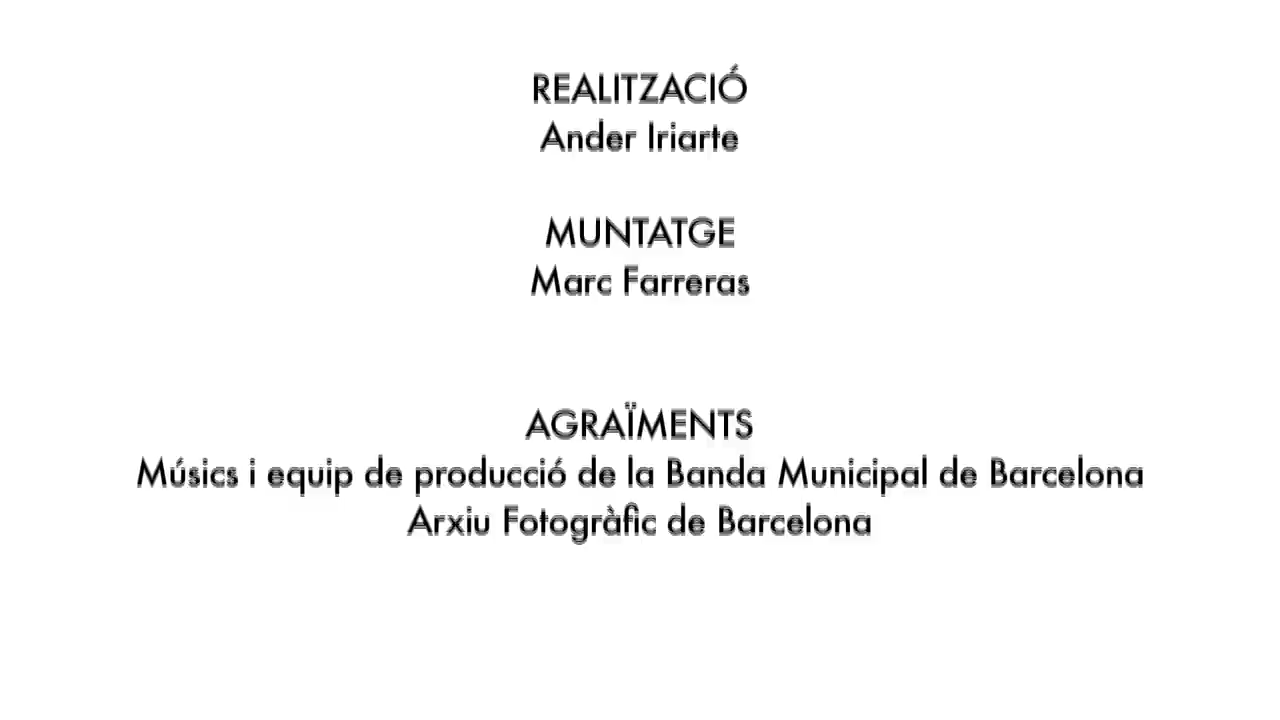 REALITZACIÓ
Ander Iriarte
MUNTATGE
Marc Farreras
AGRAÏMENTS
Músics i equip de producció de la Banda Municipal de Barcelona
Arxiu Fotogràfic de Barcelona